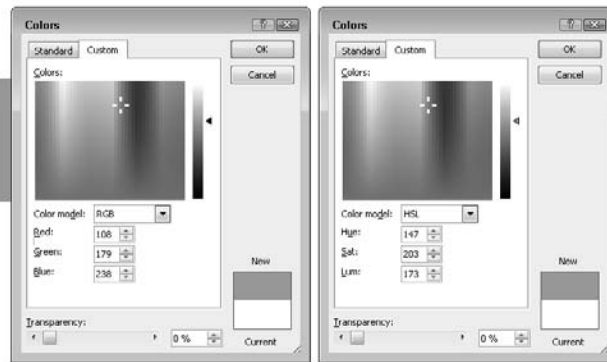 Colors
Standard Custom
OK
Cancel
Colors:
Color model: RGB
Red: 108
Green: 179
Blue: 238
New
Transparency:
0 %
Current
Colors
Standard Custom
OK
Cancel
Colors:
Color model: HSL
Hue: 147
Sat: 203
Lum: 173
New
Transparency:
0 %
Current